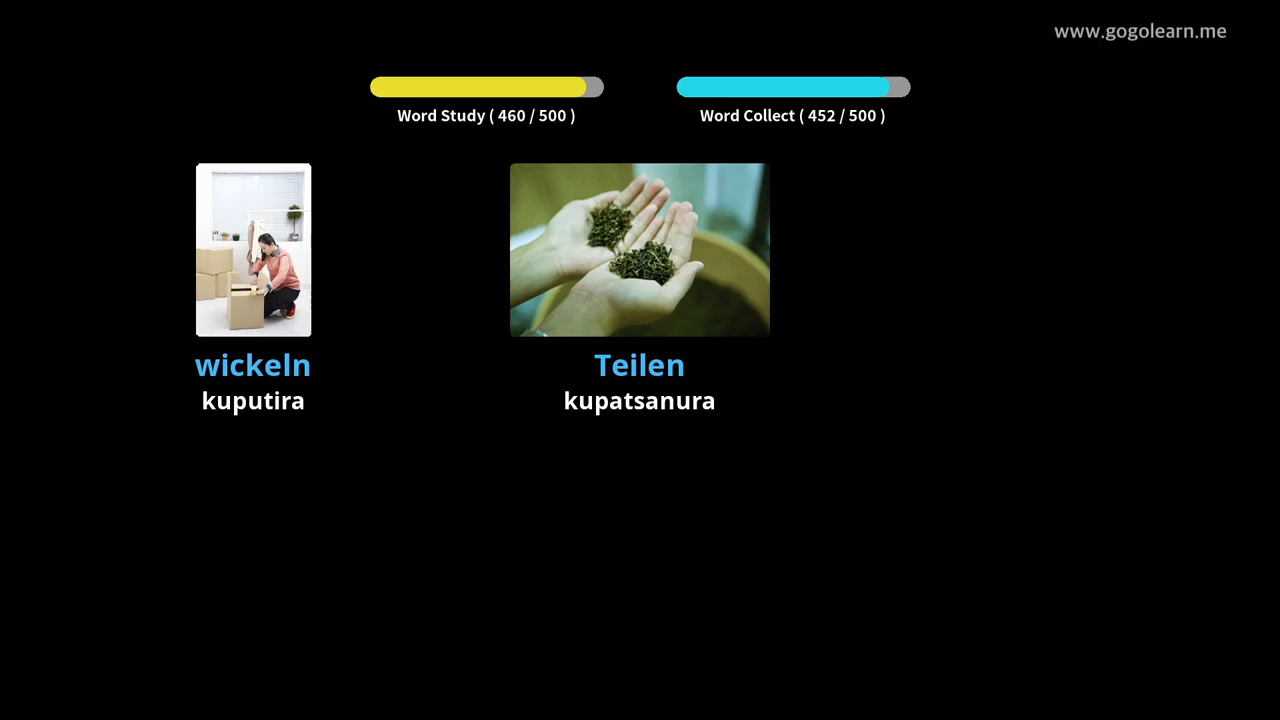 www.gogolearn.me
Word Study ( 460 / 500 )
Word Collect ( 452 / 500 )
wickeln
kuputira
Teilen
kupatsanura